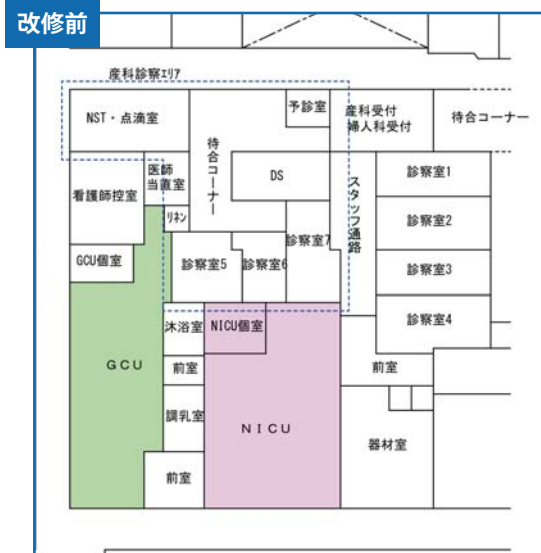 改修前
産科診察ｴﾘｱ
NST・点滴室
予診室
産科受付
婦人科受付
待合コーナー
待合コーナー
医師
当直室
DS
スタッフ通路
診察室1
看護師控室
リネン
診察室2
診察室7
GCU個室
診察室5
診察室6
診察室3
沐浴室
NICU個室
診察室4
GCU
前室
前室
調乳室
NICU
器材室
前室